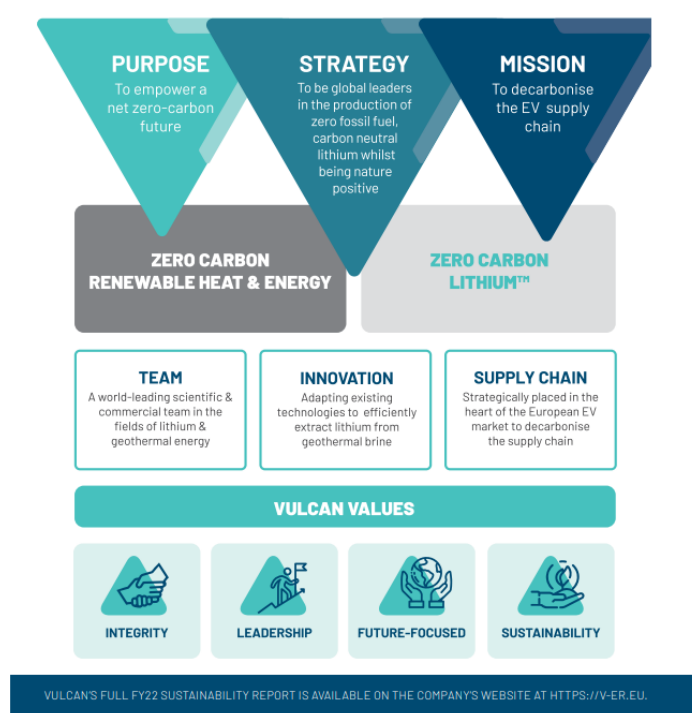 PURPOSE
To empower a
net zero-carbon
future
STRATEGY
To be global leaders
in the production of
zero fossil fuel,
carbon neutral
lithium whilst
being nature
positive
MISSION
To decarbonise
the EV supply
chain
ZERO CARBON
RENEWABLE HEAT & ENERGY
ZERO CARBON
LITHIUM™
TEAM
A world-leading scientific &
commercial team in the
fields of lithium &
geothermal energy
INNOVATION
Adapting existing
technologies to efficiently
extract lithium from
geothermal brine
SUPPLY CHAIN
Strategically placed in the
heart of the European EV
market to decarbonise
the supply chain
VULCAN VALUES
INTEGRITY
LEADERSHIP
FUTURE-FOCUSED
SUSTAINABILITY
VULCAN'S FULL FY22 SUSTAINABILITY REPORT IS AVAILABLE ON THE COMPANY'S WEBSITE AT HTTPS://V-ER.EU.